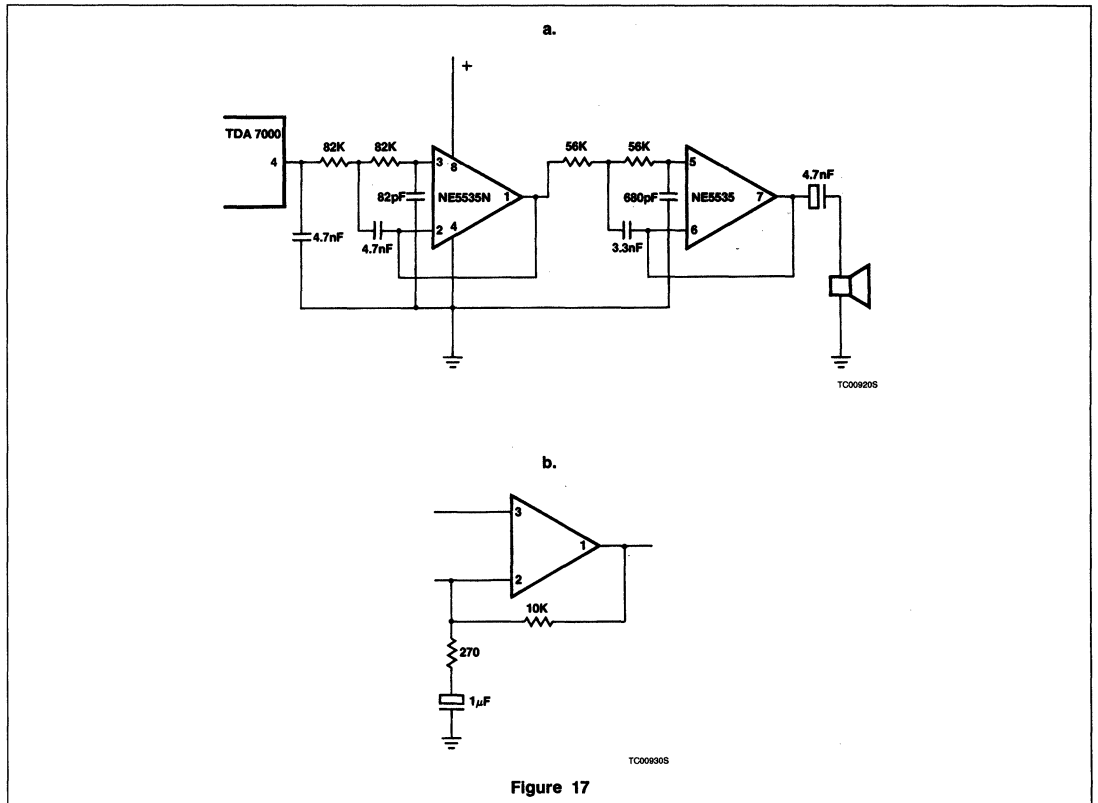 a.
+
TDA 7000
4
82K
82K
3
8
82pF
NE5535N
1
2
4
4.7nF
4.7nF
56K
56K
5
680pF
NE5535
7
6
3.3nF
4.7nF
TC00920S
b.
3
1
2
10K
270
1μF
TC00930S
Figure 17